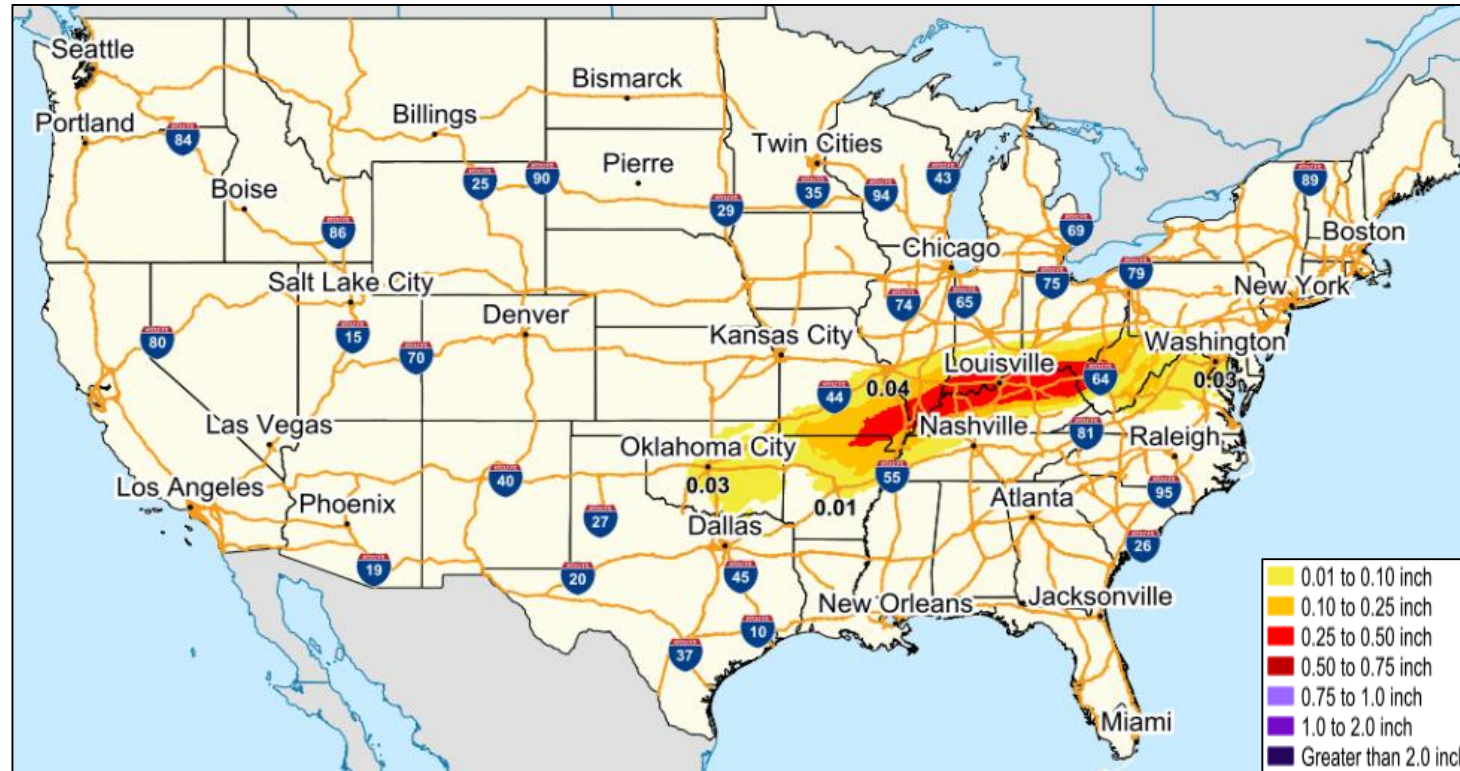 Seattle
Portland
84
Boise
86
Billings
25
90
Bismarck
Pierre
29
Twin Cities
35
94
43
69
89
Boston
Chicago
Salt Lake City
15
80
Denver
70
Kansas City
74
65
75
79
New York
Washington
0.03
Louisville
64
0.04
44
Las Vegas
Los Angeles
Phoenix
19
40
Oklahoma City
0.03
27
Dallas
20
45
0.01
55
Nashville
81
Raleigh
95
Atlanta
26
Jacksonville
New Orleans
10
37
Miami
0.01 to 0.10 inch
0.10 to 0.25 inch
0.25 to 0.50 inch
0.50 to 0.75 inch
0.75 to 1.0 inch
1.0 to 2.0 inch
Greater than 2.0 inch